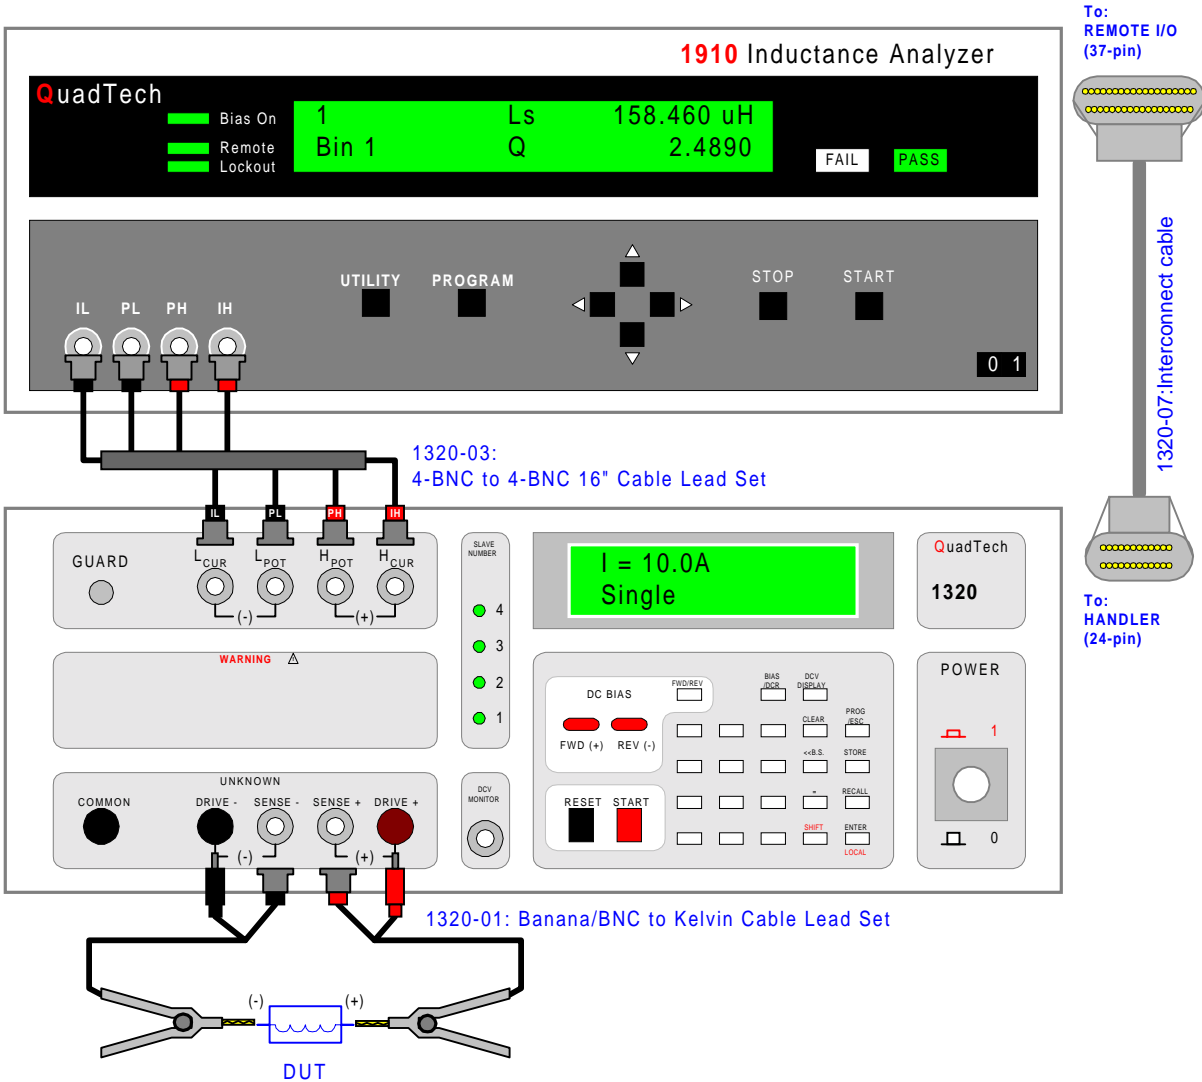 To:
REMOTE I/O
(37-pin)
1910 Inductance Analyzer
QuadTech
Bias On
Remote
Lockout
1 Ls 158.460 uH
Bin 1 Q 2.4890
FAIL PASS
UTILITY PROGRAM STOP START
IL PL PH IH
0 1
1320-07:Interconnect cable
1320-03:
4-BNC to 4-BNC 16" Cable Lead Set
IL PL PH IH
GUARD
LCUR LPOT HPOT HCUR
(-) (+)
SLAVE
NUMBER
4
3
2
1
I = 10.0A
Single
QuadTech
1320
To:
HANDLER
(24-pin)
WARNING
DC BIAS
FWD (+) REV (-)
FWD/REV
BIAS
/DCR
DCV
DISPLAY
CLEAR
PROG
/ESC
<<B.S.
STORE
RECALL
SHIFT
ENTER
LOCAL
RESET START
POWER
1
0
UNKNOWN
COMMON DRIVE - SENSE - SENSE + DRIVE +
(-) (+)
DCV
MONITOR
1320-01: Banana/BNC to Kelvin Cable Lead Set
(-) (+)
DUT